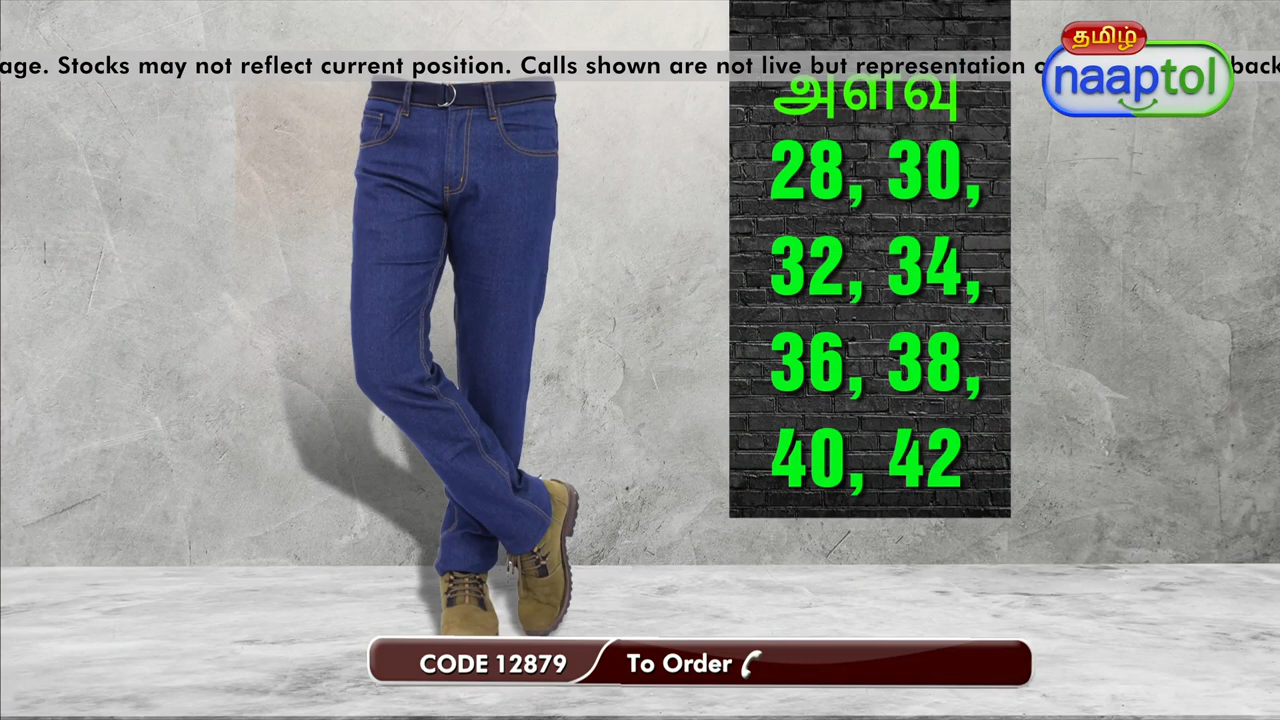 தமிழ்
naaptol
age. Stocks may not reflect current position. Calls shown are not live but representation
back
அளவு
28, 30,
32, 34,
36, 38,
40, 42
CODE 12879 To Order